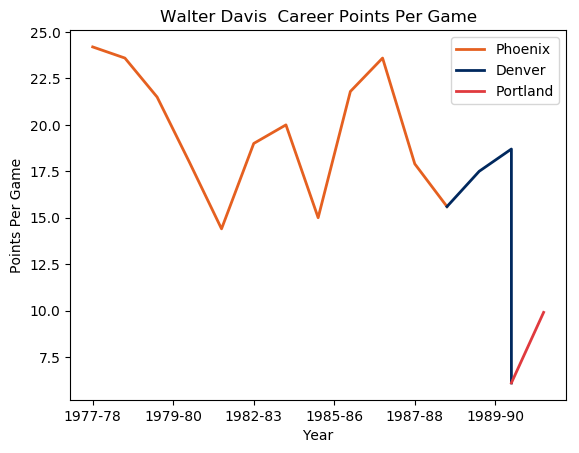 Walter Davis  Career Points Per Game
Phoenix
Denver
Portland
Points Per Game
25.0
22.5
20.0
17.5
15.0
12.5
10.0
7.5
1977-78 1979-80 1982-83 1985-86 1987-88 1989-90
Year